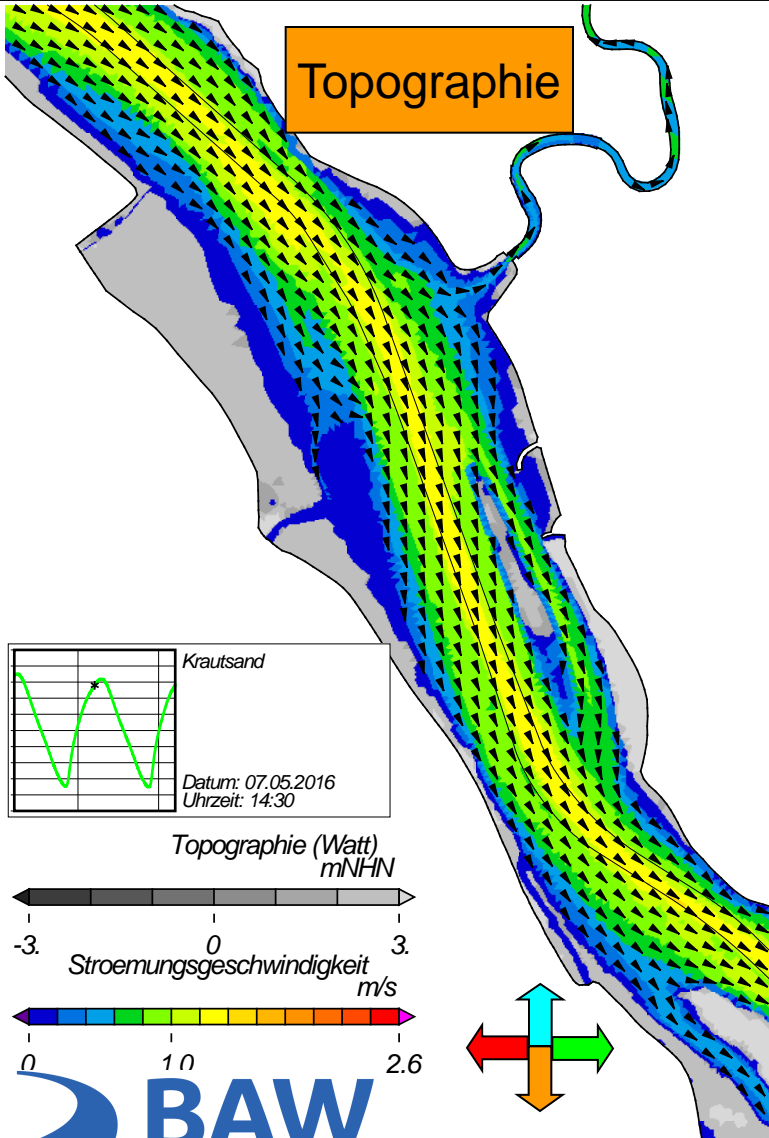 Topographie
Krautsand
Datum: 07.05.2016
Uhrzeit: 14:30
Topographie (Watt)
mNHN
-3. 0 3.
Stroemungsgeschwindigkeit
m/s
0 1.0 2.6
BAW